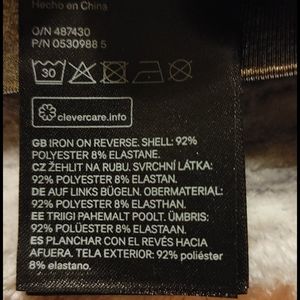 Hecho en China
O/N 487430
P/N 0530988 5
30
clevercare.info
GB IRON ON REVERSE. SHELL: 92%
POLYESTER 8% ELASTANE.
CZ ŽEHLIT NA RUBU. SVRCHNÍ LÁTKA:
92% POLYESTER 8% ELASTAN.
DE AUF LINKS BÜGELN. OBERMATERIAL:
92% POLYESTER 8% ELASTHAN.
EE TRIIGI PAHEMALT POOLT. ÜMBRIS:
92% POLÜESTER 8% ELASTAAN.
ES PLANCHAR CON EL REVÉS HACIA
AFUERA. TELA EXTERIOR: 92% poliéster
8% elastano.